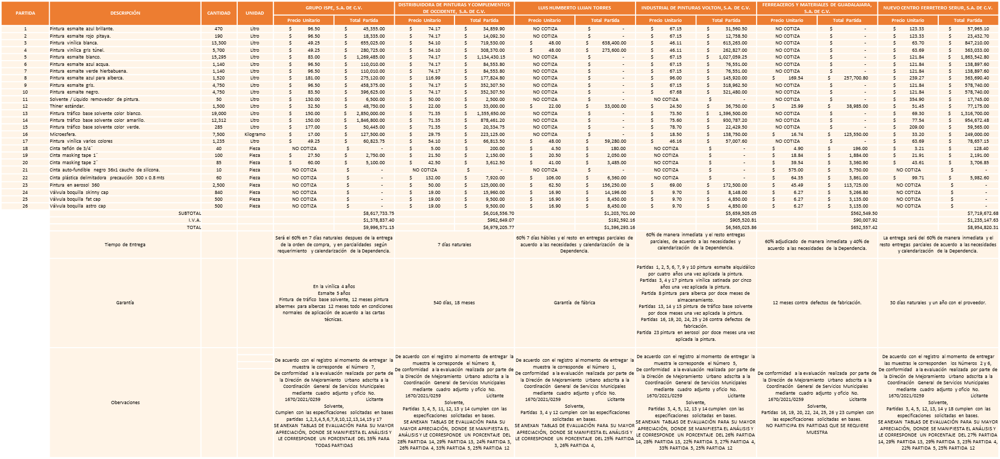 PARTIDA DESCRIPCIÓN CANTIDAD UNIDAD GRUPO ISPE, S.A. DE C.V. DISTRIBUIDORA DE PINTURAS Y COMPLEMENTOS DE OCCIDENTE, S.A. DE C.V. LUIS HUMBERTO LUJAN TORRES INDUSTRIAL DE PINTURAS VOLTON, S.A. DE C.V. FERREACEROS Y MATERIALES DE GUADALAJARA, S.A. DE C.V. NUEVO CENTRO FERRETERO SERUR, S.A. DE C.V.
Precio Unitario Total Partida Precio Unitario Total Partida Precio Unitario Total Partida Precio Unitario Total Partida Precio Unitario Total Partida Precio Unitario Total Partida
1 Pintura esmalte azul brillante. 470 Litro $ 96.50 $ 45,355.00 $ 74.17 $ 34,859.90 NO COTIZA $ - $ 67.15 $ 31,560.50 NO COTIZA $ - $ 123.33 $ 57,965.10
2 Pintura esmalte rojo pitaya. 190 Litro $ 96.50 $ 18,335.00 $ 74.17 $ 14,092.30 NO COTIZA $ - $ 67.15 $ 12,758.50 NO COTIZA $ - $ 123.33 $ 23,432.70
3 Pintura vinílica blanca. 13,300 Litro $ 49.25 $ 655,025.00 $ 54.10 $ 719,530.00 $ 48.00 $ 638,400.00 $ 46.11 $ 613,263.00 NO COTIZA $ - $ 63.70 $ 847,210.00
4 Pintura vinílica gris túnel. 5,700 Litro $ 49.25 $ 280,725.00 $ 54.10 $ 308,370.00 $ 48.00 $ 273,600.00 $ 46.11 $ 262,827.00 NO COTIZA $ - $ 63.69 $ 363,033.00
5 Pintura esmalte blanco. 15,295 Litro $ 83.00 $ 1,269,485.00 $ 74.17 $ 1,134,430.15 NO COTIZA $ - $ 67.15 $ 1,027,059.25 NO COTIZA $ - $ 121.84 $ 1,863,542.80
6 Pintura esmalte azul acqua. 1,140 Litro $ 96.50 $ 110,010.00 $ 74.17 $ 84,553.80 NO COTIZA $ - $ 67.15 $ 76,551.00 NO COTIZA $ - $ 121.84 $ 138,897.60
7 Pintura esmalte verde hierbabuena. 1,140 Litro $ 96.50 $ 110,010.00 $ 74.17 $ 84,553.80 NO COTIZA $ - $ 67.15 $ 76,551.00 NO COTIZA $ - $ 121.84 $ 138,897.60
8 Pintura esmalte azul para alberca. 1,520 Litro $ 181.00 $ 275,120.00 $ 116.99 $ 177,824.80 NO COTIZA $ - $ 96.00 $ 145,920.00 $ 169.54 $ 257,700.80 $ 239.27 $ 363,690.40
9 Pintura esmalte gris. 4,750 Litro $ 96.50 $ 458,375.00 $ 74.17 $ 352,307.50 NO COTIZA $ - $ 67.15 $ 318,962.50 NO COTIZA $ - $ 121.84 $ 578,740.00
10 Pintura esmalte negro. 4,750 Litro $ 83.50 $ 396,625.00 $ 74.17 $ 352,307.50 NO COTIZA $ - $ 67.68 $ 321,480.00 NO COTIZA $ - $ 121.84 $ 578,740.00
11 Solvente / Liquido removedor de pintura. 50 Litro $ 130.00 $ 6,500.00 $ 50.00 $ 2,500.00 NO COTIZA $ - NO COTIZA $ - NO COTIZA $ - $ 354.90 $ 17,745.00
12 Thiner estándar. 1,500 Litro $ 32.50 $ 48,750.00 $ 22.00 $ 33,000.00 $ 22.00 $ 33,000.00 $ 24.50 $ 36,750.00 $ 25.99 $ 38,985.00 $ 51.45 $ 77,175.00
13 Pintura tráfico base solvente color blanco. 19,000 Litro $ 150.00 $ 2,850,000.00 $ 71.35 $ 1,355,650.00 NO COTIZA $ - $ 73.50 $ 1,396,500.00 NO COTIZA $ - $ 69.30 $ 1,316,700.00
14 Pintura tráfico base solvente color amarillo. 12,312 Litro $ 150.00 $ 1,846,800.00 $ 71.35 $ 878,461.20 NO COTIZA $ - $ 75.60 $ 930,787.20 NO COTIZA $ - $ 77.54 $ 954,672.48
15 Pintura tráfico base solvente color verde. 285 Litro $ 177.00 $ 50,445.00 $ 71.35 $ 20,334.75 NO COTIZA $ - $ 78.70 $ 22,429.50 NO COTIZA $ - $ 209.00 $ 59,565.00
16 Microesfera. 7,500 Kilogramo $ 17.00 $ 127,500.00 $ 29.75 $ 223,125.00 NO COTIZA $ - $ 18.50 $ 138,750.00 $ 16.74 $ 125,550.00 $ 33.20 $ 249,000.00
17 Pintura vinílica varios colores 1,235 Litro $ 49.25 $ 60,823.75 $ 54.10 $ 66,813.50 $ 48.00 $ 59,280.00 $ 46.16 $ 57,007.60 NO COTIZA $ - $ 63.69 $ 78,657.15
18 Cinta teflón de 3/4¨ 40 Pieza NO COTIZA $ - $ 5.00 $ 200.00 $ 4.50 $ 180.00 NO COTIZA $ - $ 4.90 $ 196.00 $ 3.21 $ 128.40
19 Cinta masking tape 1¨ 100 Pieza $ 27.50 $ 2,750.00 $ 21.50 $ 2,150.00 $ 20.50 $ 2,050.00 NO COTIZA $ - $ 18.84 $ 1,884.00 $ 21.91 $ 2,191.00
20 Cinta masking tape 2¨ 85 Pieza $ 60.00 $ 5,100.00 $ 42.50 $ 3,612.50 $ 41.00 $ 3,485.00 NO COTIZA $ - $ 39.54 $ 3,360.90 $ 43.61 $ 3,706.85
21 Cinta auto-fundible negro 36x1 caucho de silicona. 10 Pieza NO COTIZA $ - NO COTIZA $ - NO COTIZA $ - NO COTIZA $ - $ 575.00 $ 5,750.00 NO COTIZA $ -
22 Cinta plástica delimitadora precaución 300 x 0.8 mts 60 Pieza NO COTIZA $ - $ 132.00 $ 7,920.00 $ 106.00 $ 6,360.00 NO COTIZA $ - $ 64.35 $ 3,861.00 $ 99.71 $ 5,982.60
23 Pintura en aerosol 360 2,500 Pieza NO COTIZA $ - $ 50.00 $ 125,000.00 $ 62.50 $ 156,250.00 $ 69.00 $ 172,500.00 $ 45.49 $ 113,725.00 NO COTIZA $ -
24 Válvula boquilla skinny cap 840 Pieza NO COTIZA $ - $ 19.00 $ 15,960.00 $ 16.90 $ 14,196.00 $ 9.70 $ 8,148.00 $ 6.27 $ 5,266.80 NO COTIZA $ -
25 Válvula boquilla fat cap 500 Pieza NO COTIZA $ - $ 19.00 $ 9,500.00 $ 16.90 $ 8,450.00 $ 9.70 $ 4,850.00 $ 6.27 $ 3,135.00 NO COTIZA $ -
26 Válvula boquilla astro cap 500 Pieza NO COTIZA $ - $ 19.00 $ 9,500.00 $ 16.90 $ 8,450.00 $ 9.70 $ 4,850.00 $ 6.27 $ 3,135.00 NO COTIZA $ -
SUBTOTAL $8,617,733.75 $6,016,556.70 $1,203,701.00 $5,659,505.05 $562,549.50 $7,719,672.68
I.V.A. $1,378,837.40 $962,649.07 $192,592.16 $905,520.81 $90,007.92 $1,235,147.63
TOTAL $9,996,571.15 $6,979,205.77 $1,396,293.16 $6,565,025.86 $652,557.42 $8,954,820.31
Tiempo de Entrega
Será el 60% en 7 días naturales despues de la entrega
de la orden de compra, y en parcialidades según
requerimiento y calendarización de la Dependencia.
7 días naturales
60% 7 días hábiles y el resto en entregas parciales de
acuerdo a las necesidades y calendarización de la
Dependencia.
60% de manera inmediata y el resto entregas
parciales, de acuerdo a las necesidades y
calendarización de la Dependencia.
60% adjudicado de manera inmediata y 40% de
acuerdo a las necesidades de la Dependencia.
La entrega será del 60% de manera inmediata y el
resto entregas parciales de acuerdo a las necesidades
y calendarización de la Dependencia.
Garantía
En la vinílica 4 años
Esmalte 5 años
Pintura de tráfico base solvente, 12 meses pintura
albermex para albercas 12 meses todo en condiciones
normales de aplicación de acuerdo a las cartas
técnicas.
540 días, 18 meses
Garantía de fábrica
Partidas 1, 2, 5, 6, 7, 9 y 10 pintura esmalte alquidálico
por cuatro años una vez aplicada la pintura.
Partidas 3, 4 y 17 pintura vinílica satinada por cinco
años una vez aplicada la pintura.
Partida 8 pintura para alberca por doce meses de
almacenamiento.
Partidas 13, 14 y 15 pintura de tráfico base solvente
por doce meses una vez aplicada la pintura.
Partidas 16, 19, 20, 24, 25 y 26 contra defectos de
fabricación.
Partida 23 pintura en aerosol por doce meses una vez
aplicada la pintura.
12 meses contra defectos de fabricación.
30 días naturales y un año con el proveedor.
Obervaciones
De acuerdo con el registro al momento de entregar la
muestra le corresponde el Número 7,
De conformidad a la evaluación realizada por parte de
la Direción de Mejoramiento Urbano adscrita a la
Coordinación General de Servicios Municipales
mediante cuadro adjunto y oficio No.
1670/2021/0259 Licitante
Solvente,
Cumplen con las especificaciones solicitadas en bases
partidas 1,2,3,4,5,6,7,9,10,12,13,14,15 y 17
SE ANEXAN TABLAS DE EVALUACIÓN PARA SU MAYOR
APRECIACIÓN, DONDE SE MANIFIESTA EL ANÁLISIS Y
LE CORRESPONDE UN PORCENTAJE DEL 35% PARA
TODAS PARTIDAS
De acuerdo con el registro al momento de entregar la
muestra le corresponde el Número 8,
De conformidad a la evaluación realizada por parte de
la Direción de Mejoramiento Urbano adscrita a la
Coordinación General de Servicios Municipales
mediante cuadro adjunto y oficio No.
1670/2021/0259 Licitante
Solvente,
Partidas 3, 4, 5, 11, 12, 13 y 14 cumplen con las
especificaciones solicitadas en bases.
SE ANEXAN TABLAS DE EVALUACIÓN PARA SU
MAYOR APRECIACIÓN, DONDE SE MANIFIESTA EL
ANÁLISIS Y LE CORRESPONDE UN PORCENTAJE DEL
28% PARTIDA 14, 29% PARTIDA 13, 24% PARTIDA 3,
26% PARTIDA 4, 33% PARTIDA 5, 25% PARTIDA 12
De acuerdo con el registro al momento de entregar la
muestra le corresponde el Número 1,
De conformidad a la evaluación realizada por parte de
la Direción de Mejoramiento Urbano adscrita a la
Coordinación General de Servicios Municipales
mediante cuadro adjunto y oficio No.
1670/2021/0259 Licitante
Solvente,
Partidas 3, 4 y 12 cumplen con las especificaciones
solicitadas en bases.
SE ANEXAN TABLAS DE EVALUACIÓN PARA SU MAYOR
APRECIACIÓN, DONDE SE MANIFIESTA EL ANÁLISIS Y
LE CORRESPONDE UN PORCENTAJE DEL 25% PARTIDA
3, 26% PARTIDA 4,
De acuerdo con el registro al momento de entregar la
muestra le corresponde el Número 5,
De conformidad a la evaluación realizada por parte de
la Direción de Mejoramiento Urbano adscrita a la
Coordinación General de Servicios Municipales
mediante cuadro adjunto y oficio No.
1670/2021/0259 Licitante
Solvente,
Partidas 3, 4, 5, 12, 13 y 14 cumplen con las
especificaciones solicitadas en bases.
SE ANEXAN TABLAS DE EVALUACIÓN PARA SU MAYOR
APRECIACIÓN, DONDE SE MANIFIESTA EL ANÁLISIS Y
LE CORRESPONDE UN PORCENTAJE DEL 26% PARTIDA
14, 28% PARTIDA 13, 22% PARTIDA 3, 27% PARTIDA 4,
33% PARTIDA 5, 25% PARTIDA 12
De conformidad a la evaluación realizada por parte de
la Direción de Mejoramiento Urbano adscrita a la
Coordinación General de Servicios Municipales
mediante cuadro adjunto y oficio No.
1670/2021/0259 Licitante
Solvente,
Partidas 16, 19, 20, 22, 24, 25, 26 y 23 cumplen con
las especificaciones solicitadas en bases.
NO PARTICIPA EN PARTIDAS QUE SE REQUIERE
MUESTRA
De acuerdo con el registro al momento de entregar
las muestras le corresponden los Números 2 y 6,
De conformidad a la evaluación realizada por parte de
la Direción de Mejoramiento Urbano adscrita a la
Coordinación General de Servicios Municipales
mediante cuadro adjunto y oficio No.
1670/2021/0259 Licitante
Solvente,
Partidas 3, 4, 5, 12, 13, 14 y 18 cumplen con las
especificaciones solicitadas en bases.
SE ANEXAN TABLAS DE EVALUACIÓN PARA SU MAYOR
APRECIACIÓN, DONDE SE MANIFIESTA EL ANÁLISIS Y
LE CORRESPONDE UN PORCENTAJE DEL 27% PARTIDA
14, 29% PARTIDA 13, 29% PARTIDA 3, 23% PARTIDA 4,
22% PARTIDA 5, 25% PARTIDA 12